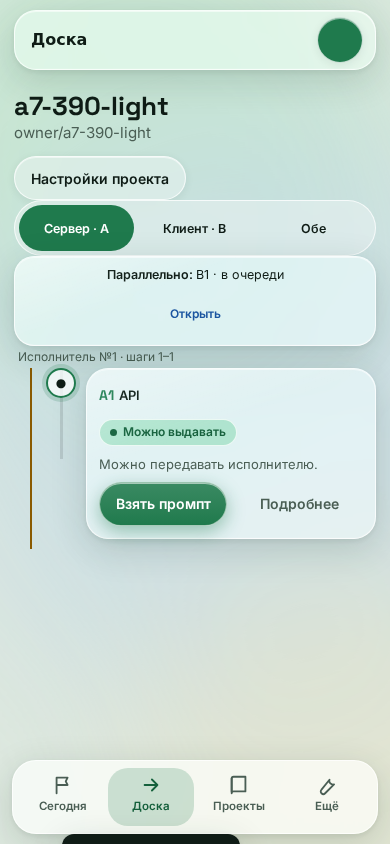 Доска
a7-390-light
owner/a7-390-light
Настройки проекта
Сервер · A
Клиент · B
Обе
Параллельно: B1 · в очереди
Открыть
Исполнитель №1 · шаги 1–1
A1 API
Можно выдавать
Можно передавать исполнителю.
Взять промпт
Подробнее
Сегодня
Доска
Проекты
Ещё